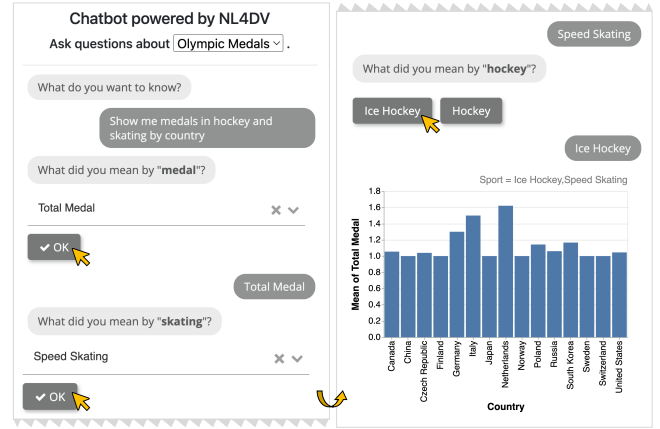 Chatbot powered by NL4DV
Ask questions about Olympic Medals .
What do you want to know?
Show me medals in hockey and
skating by country
What did you mean by "medal"?
Total Medal
OK
Total Medal
What did you mean by "skating"?
Speed Skating
OK
Speed Skating
What did you mean by "hockey"?
Ice Hockey
Hockey
Ice Hockey
Sport = Ice Hockey,Speed Skating
1.8
1.6
1.4
1.2
1.0
0.8
0.6
0.4
0.2
0.0
Mean of Total Medal
Canada
China
Czech Republic
Finland
Germany
Italy
Japan
Netherlands
Norway
Poland
Russia
South Korea
Sweden
Switzerland
United States
Country